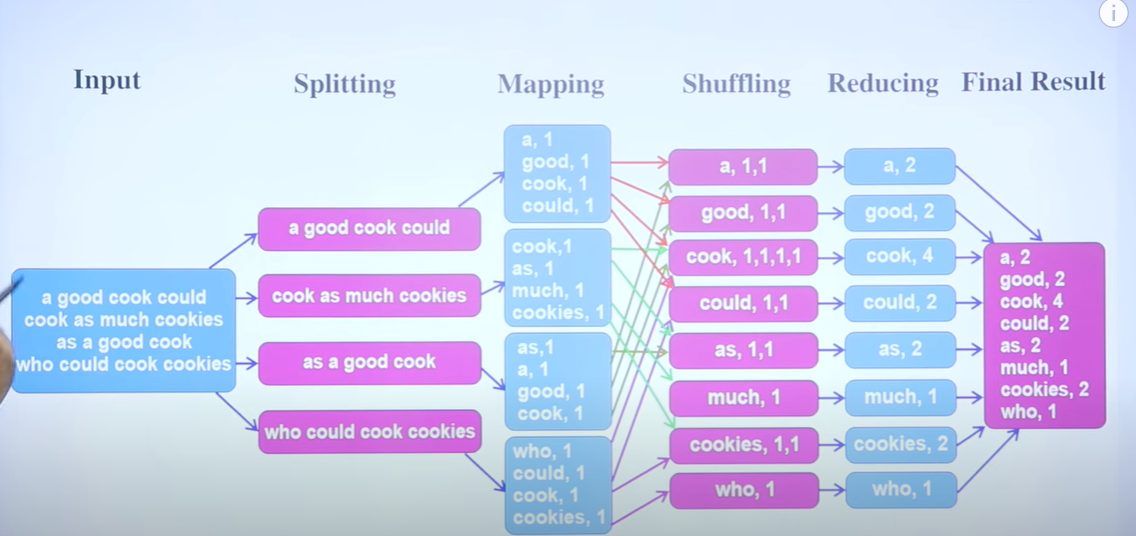 Input
Splitting
Mapping
Shuffling
Reducing
Final Result
a good cook could
cook as much cookies
as a good cook
who could cook cookies
a good cook could
cook as much cookies
as a good cook
who could cook cookies
a, 1
good, 1
cook, 1
could, 1
cook,1
as, 1
much, 1
cookies, 1
as,1
a, 1
good, 1
cook, 1
who, 1
could, 1
cook, 1
cookies, 1
a, 1,1
good, 1,1
cook, 1,1,1,1
could, 1,1
as, 1,1
much, 1
cookies, 1,1
who, 1
a, 2
good, 2
cook, 4
could, 2
as, 2
much, 1
cookies, 2
who, 1
a, 2
good, 2
cook, 4
could, 2
as, 2
much, 1
cookies, 2
who, 1